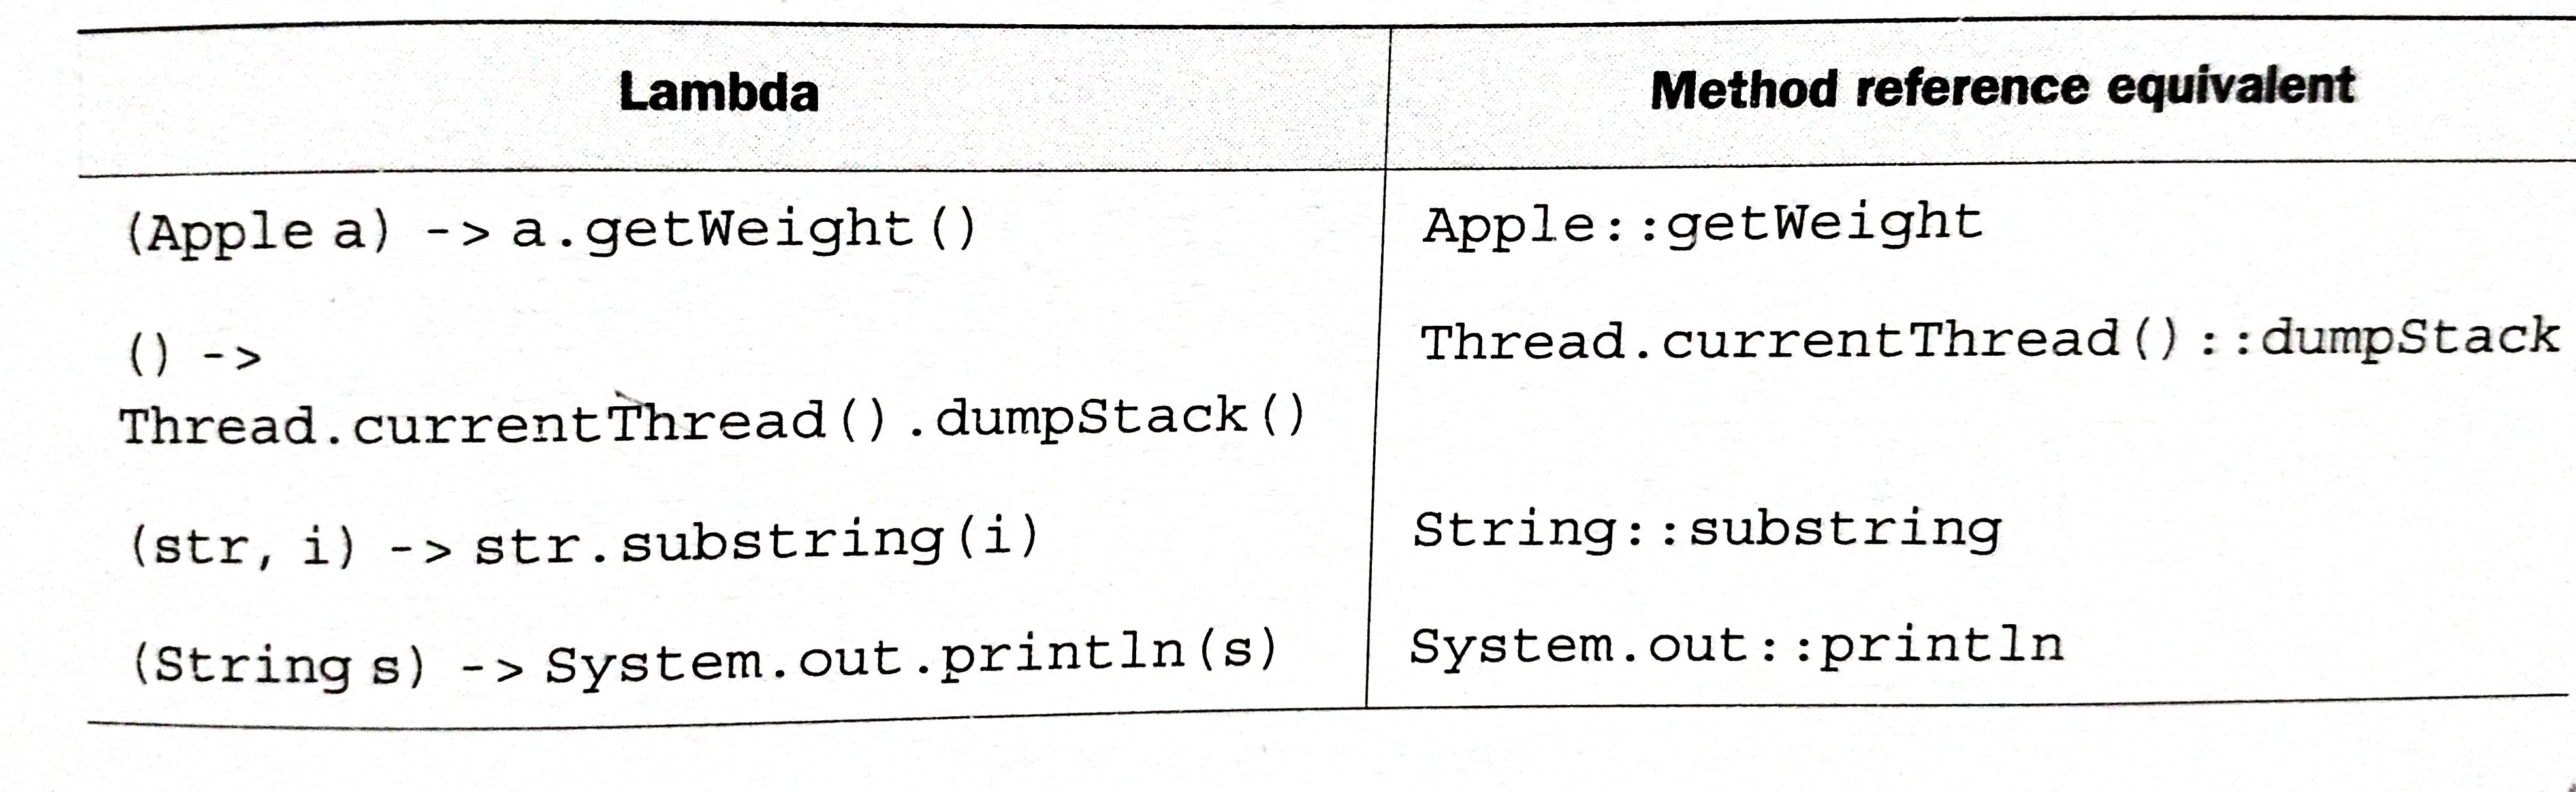 Lambda Method reference equivalent
(Apple a) -> a.getWeight() Apple::getWeight
() -> Thread.currentThread()::dumpStack
Thread.currentThread().dumpStack()
(str, i) -> str.substring(i) String::substring
(String s) -> System.out.println(s) System.out::println